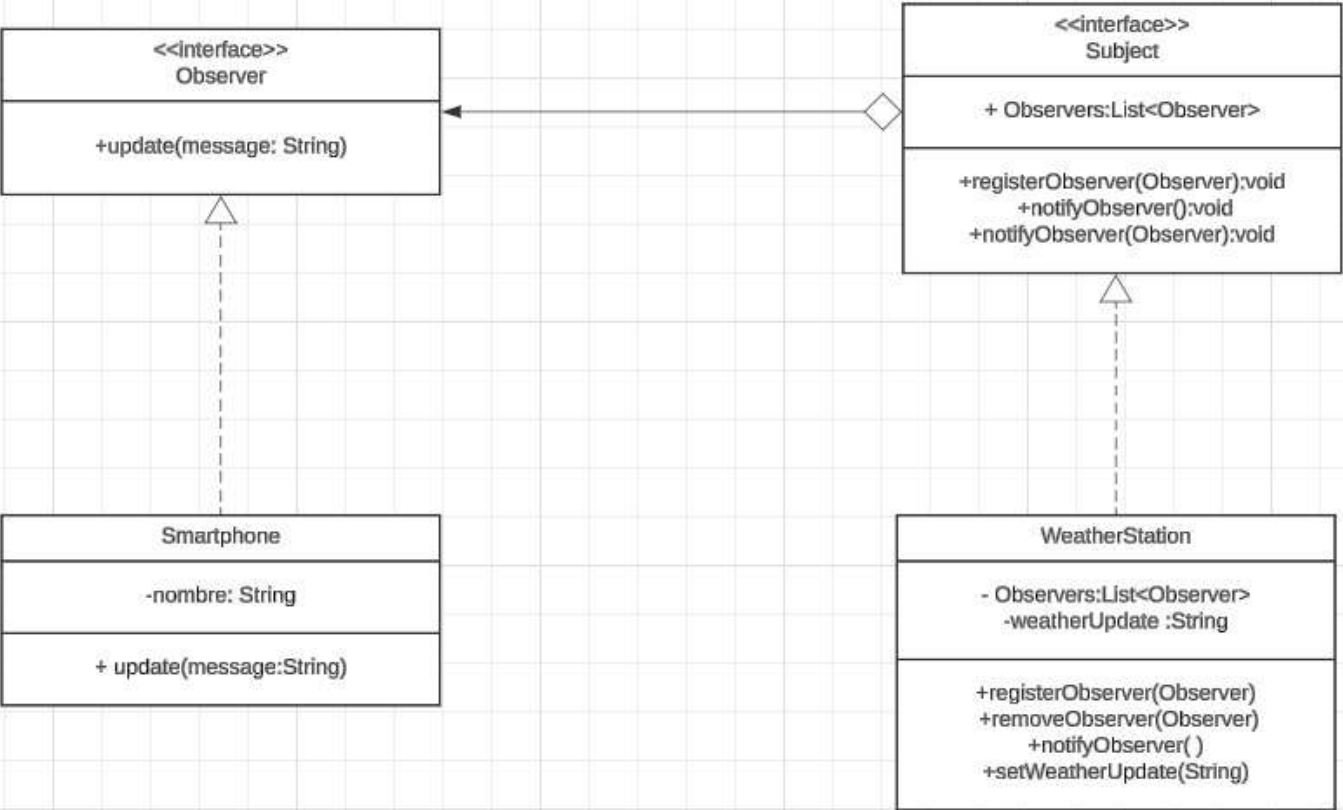 <<interface>>
Observer
+update(message: String)
<<interface>>
Subject
+ Observers:List<Observer>
+registerObserver(Observer):void
+notifyObserver():void
+notifyObserver(Observer):void
Smartphone
-nombre: String
+ update(message:String)
WeatherStation
- Observers:List<Observer>
-weatherUpdate :String
+registerObserver(Observer)
+removeObserver(Observer)
+notifyObserver( )
+setWeatherUpdate(String)